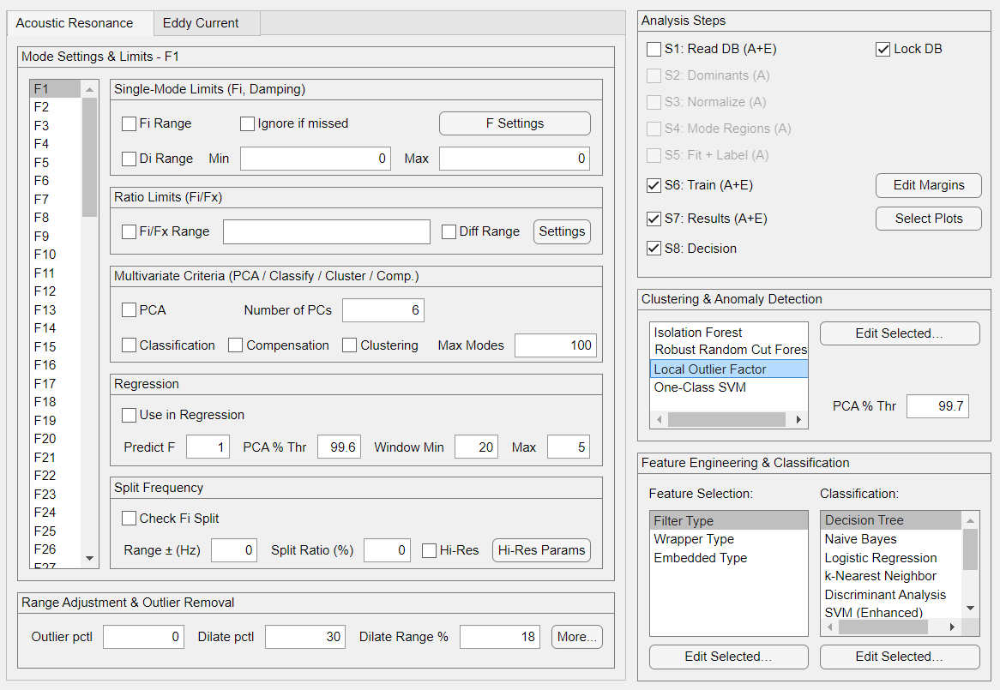 Acoustic Resonance
Eddy Current
Mode Settings & Limits - F1
F1
F2
F3
F4
F5
F6
F7
F8
F9
F10
F11
F12
F13
F14
F15
F16
F17
F18
F19
F20
F21
F22
F23
F24
F25
F26
F27
Single-Mode Limits (Fi, Damping)
Fi Range Ignore if missed F Settings
Di Range Min 0 Max 0
Ratio Limits (Fi/Fx)
Fi/Fx Range Diff Range Settings
Multivariate Criteria (PCA / Classify / Cluster / Comp.)
PCA Number of PCs 6
Classification Compensation Clustering Max Modes 100
Regression
Use in Regression
Predict F 1 PCA % Thr 99.6 Window Min 20 Max 5
Split Frequency
Check Fi Split
Range ± (Hz) 0 Split Ratio (%) 0 Hi-Res Hi-Res Params
Range Adjustment & Outlier Removal
Outlier pctl 0 Dilate pctl 30 Dilate Range % 18 More...
Analysis Steps
S1: Read DB (A+E) Lock DB
S2: Dominants (A)
S3: Normalize (A)
S4: Mode Regions (A)
S5: Fit + Label (A)
S6: Train (A+E) Edit Margins
S7: Results (A+E) Select Plots
S8: Decision
Clustering & Anomaly Detection
Isolation Forest
Robust Random Cut Fores
Local Outlier Factor
One-Class SVM
Edit Selected...
PCA % Thr 99.7
Feature Engineering & Classification
Feature Selection:
Filter Type
Wrapper Type
Embedded Type
Edit Selected...
Classification:
Decision Tree
Naive Bayes
Logistic Regression
k-Nearest Neighbor
Discriminant Analysis
SVM (Enhanced)
Edit Selected...